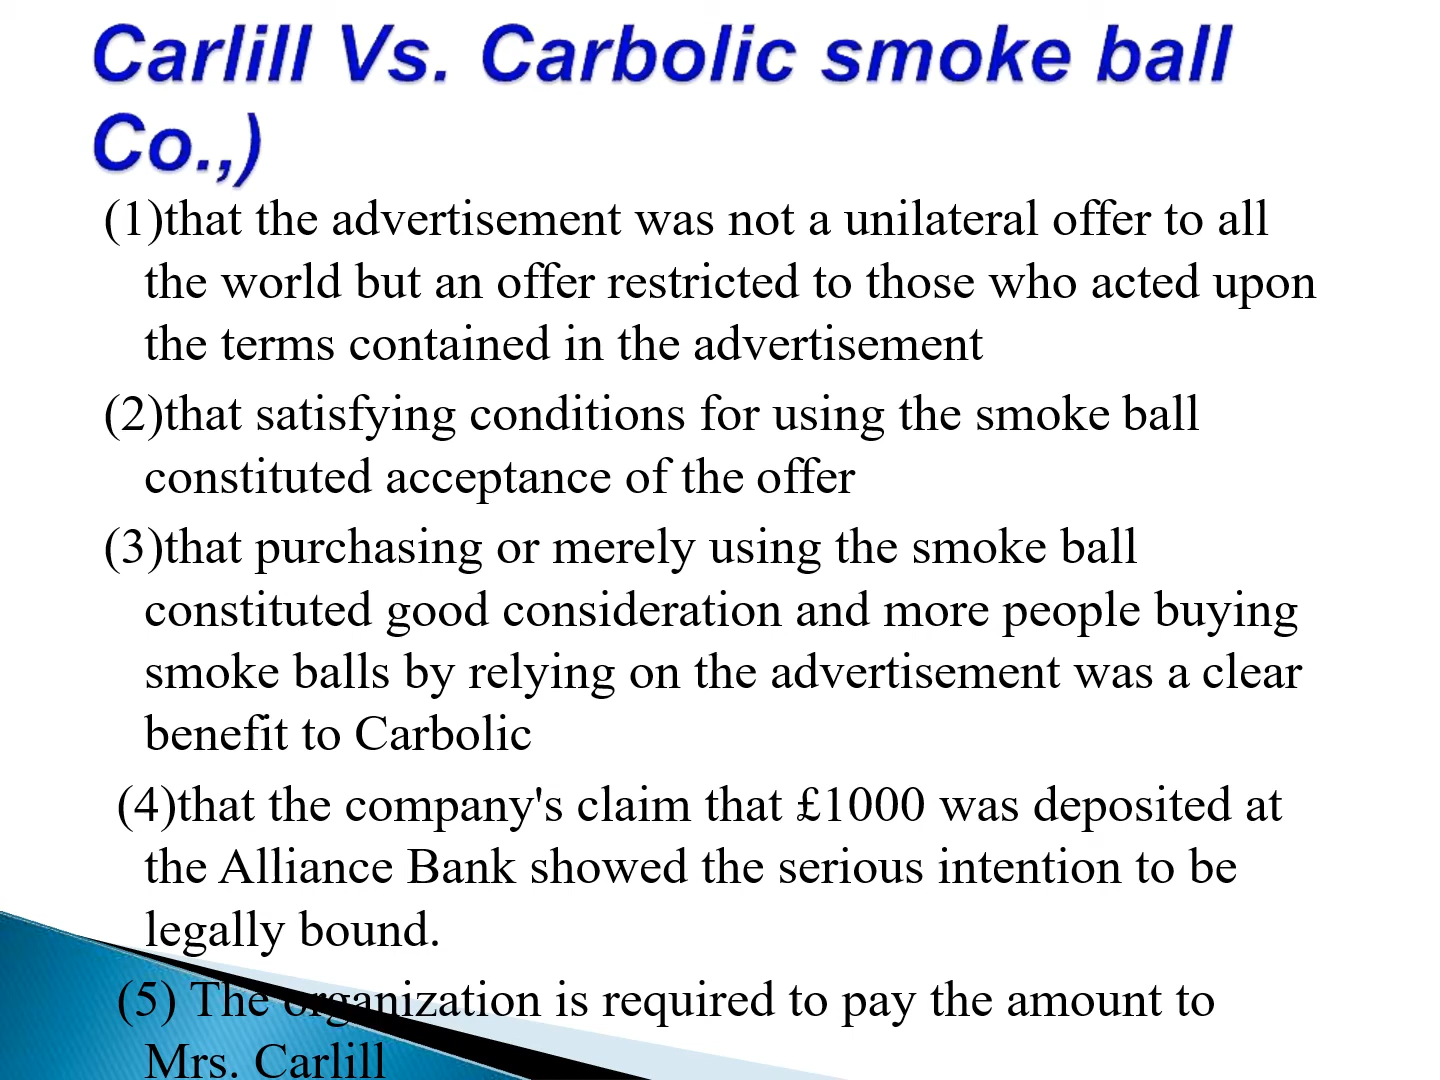 Carlill Vs. Carbolic smoke ball
Co.,)
(1)that the advertisement was not a unilateral offer to all
the world but an offer restricted to those who acted upon
the terms contained in the advertisement
(2)that satisfying conditions for using the smoke ball
constituted acceptance of the offer
(3)that purchasing or merely using the smoke ball
constituted good consideration and more people buying
smoke balls by relying on the advertisement was a clear
benefit to Carbolic
(4)that the company's claim that £1000 was deposited at
the Alliance Bank showed the serious intention to be
legally bound.
(5) The organization is required to pay the amount to
Mrs. Carlill